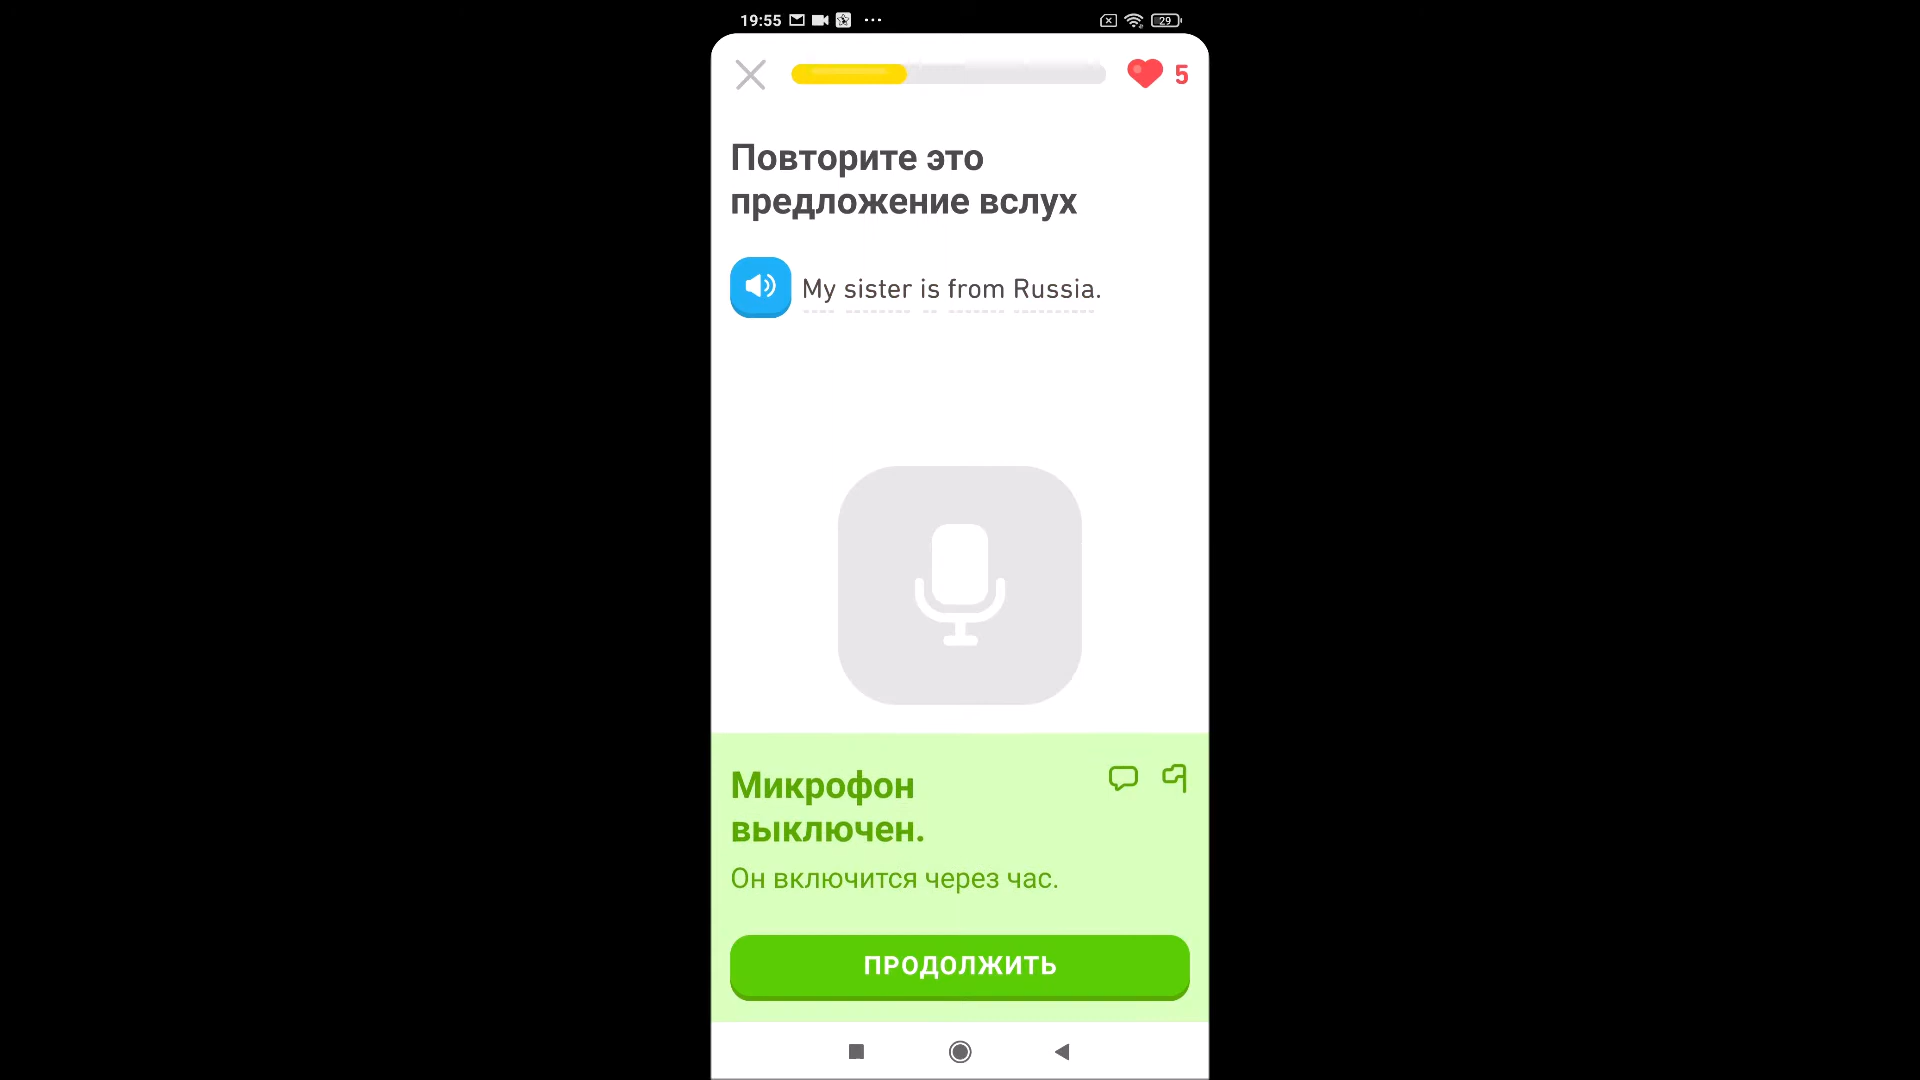 19:55
29
5
Повторите это
предложение вслух
My sister is from Russia.
Микрофон
выключен.
Он включится через час.
ПРОДОЛЖИТЬ